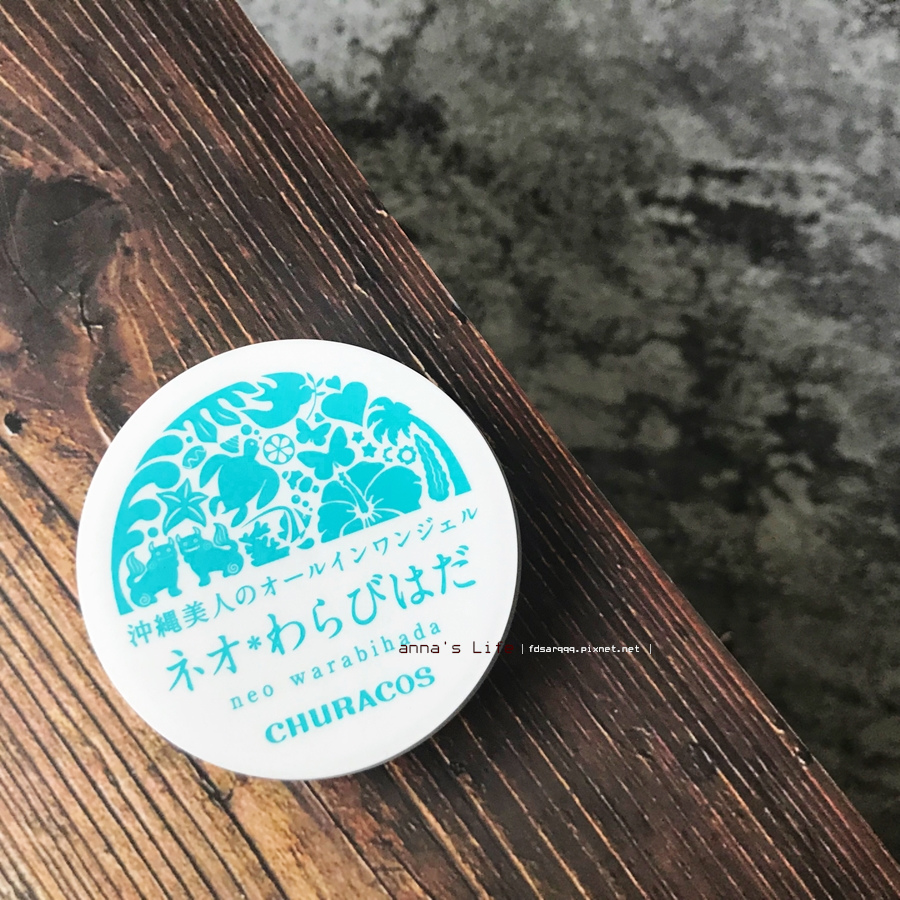 沖縄美人のオールインワンジェル
ネオ*わらびはだ
neo warabihada
CHURACOS
anna's Life | fdsarqqq.pixnet.net |